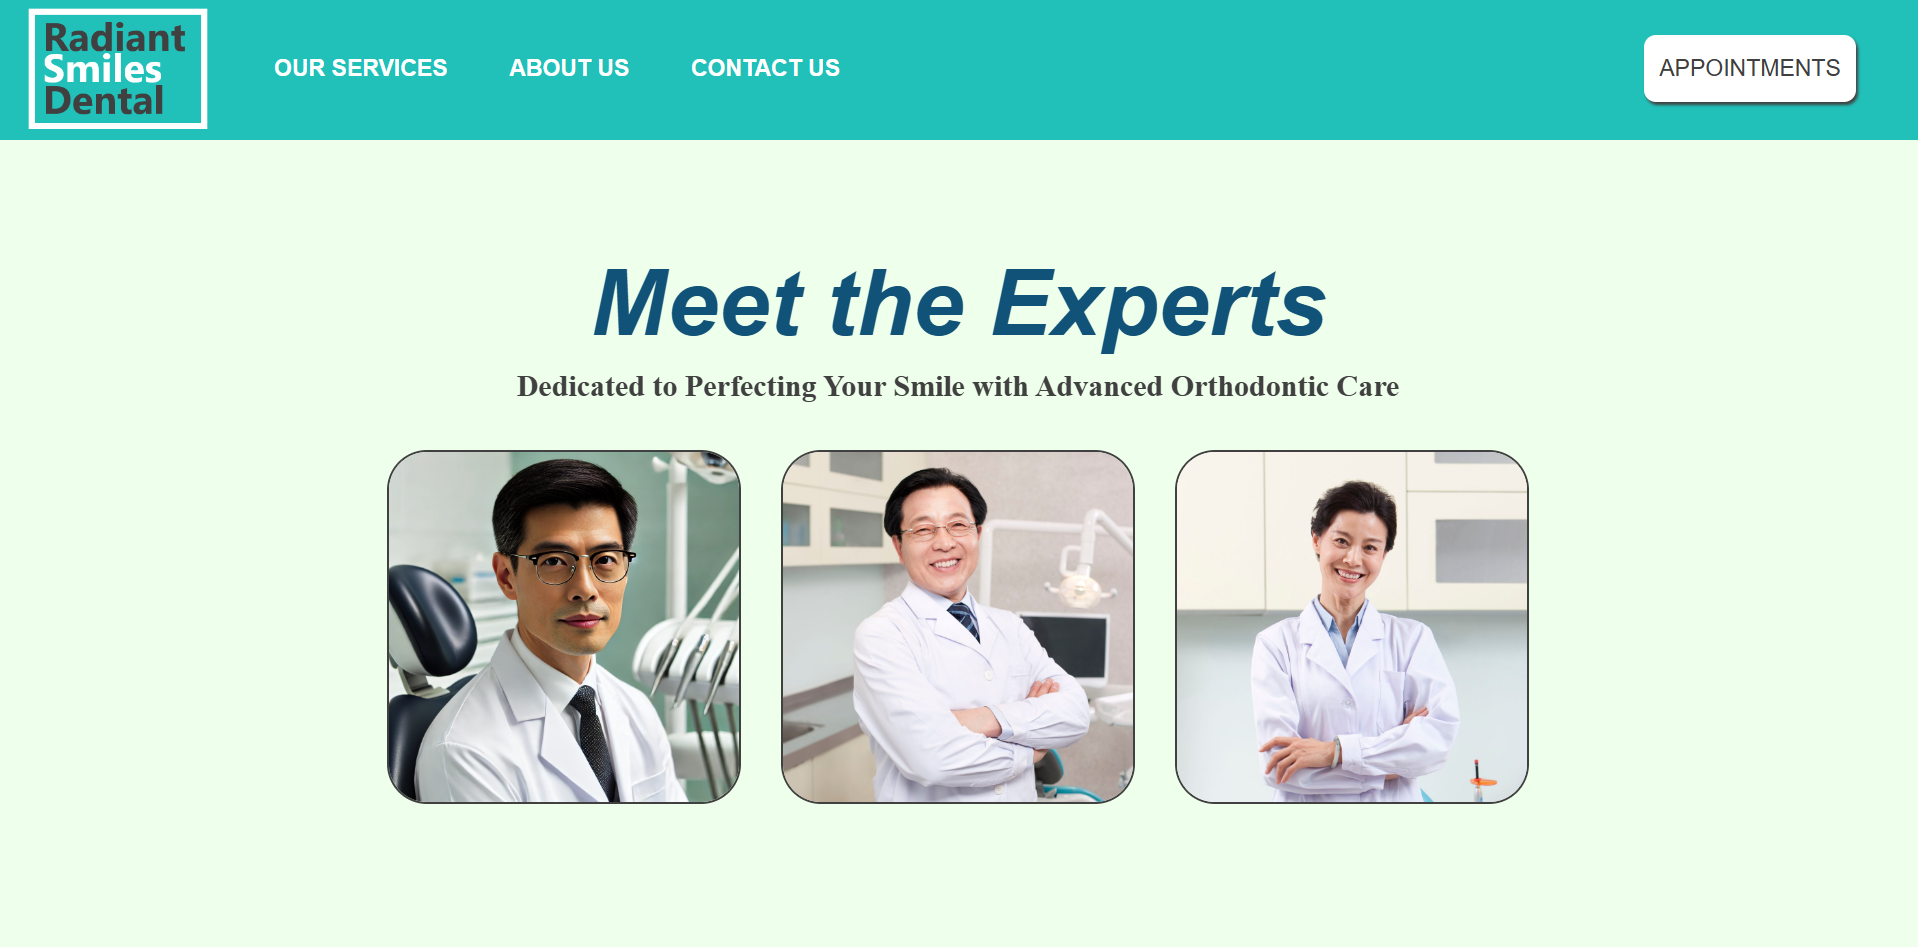 Radiant
Smiles
Dental
OUR SERVICES
ABOUT US
CONTACT US
APPOINTMENTS
Meet the Experts
Dedicated to Perfecting Your Smile with Advanced Orthodontic Care